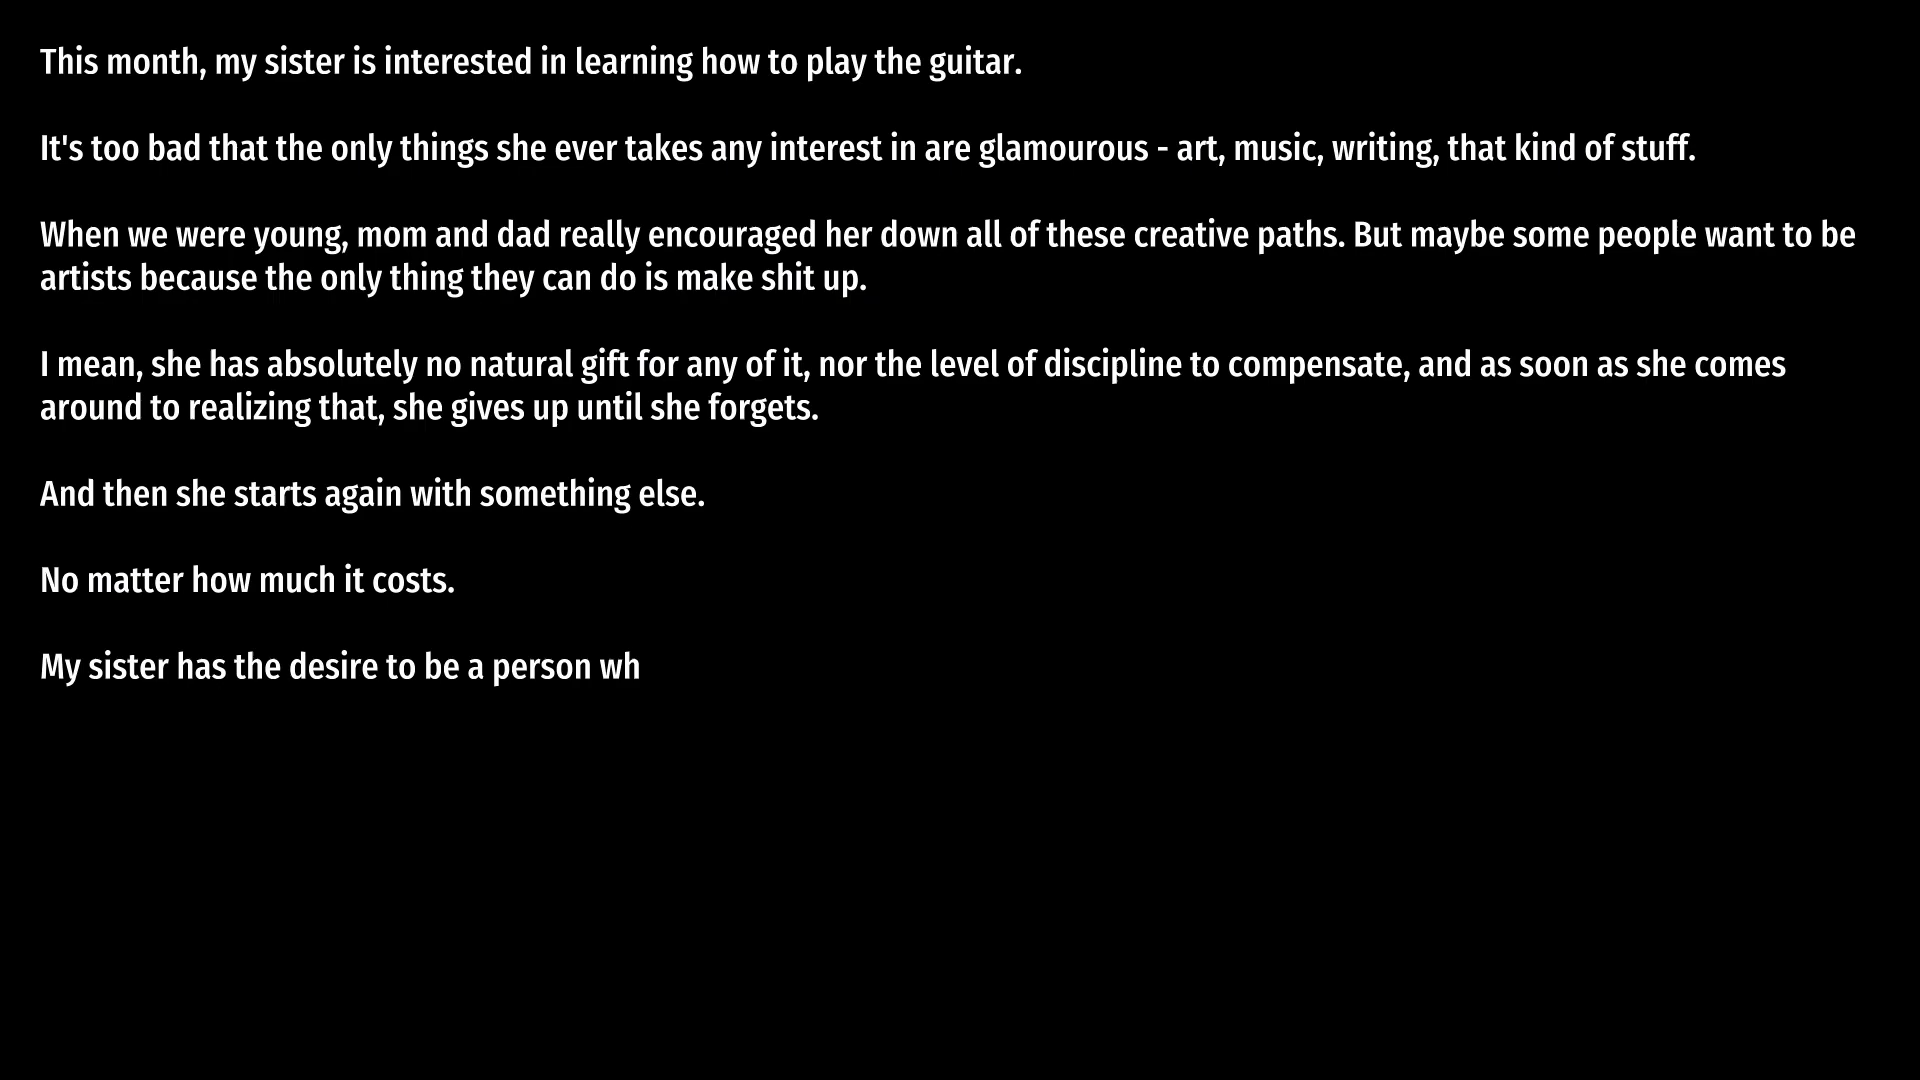 This month, my sister is interested in learning how to play the guitar.
It's too bad that the only things she ever takes any interest in are glamourous - art, music, writing, that kind of stuff.
When we were young, mom and dad really encouraged her down all of these creative paths. But maybe some people want to be
artists because the only thing they can do is make shit up.
I mean, she has absolutely no natural gift for any of it, nor the level of discipline to compensate, and as soon as she comes
around to realizing that, she gives up until she forgets.
And then she starts again with something else.
No matter how much it costs.
My sister has the desire to be a person wh